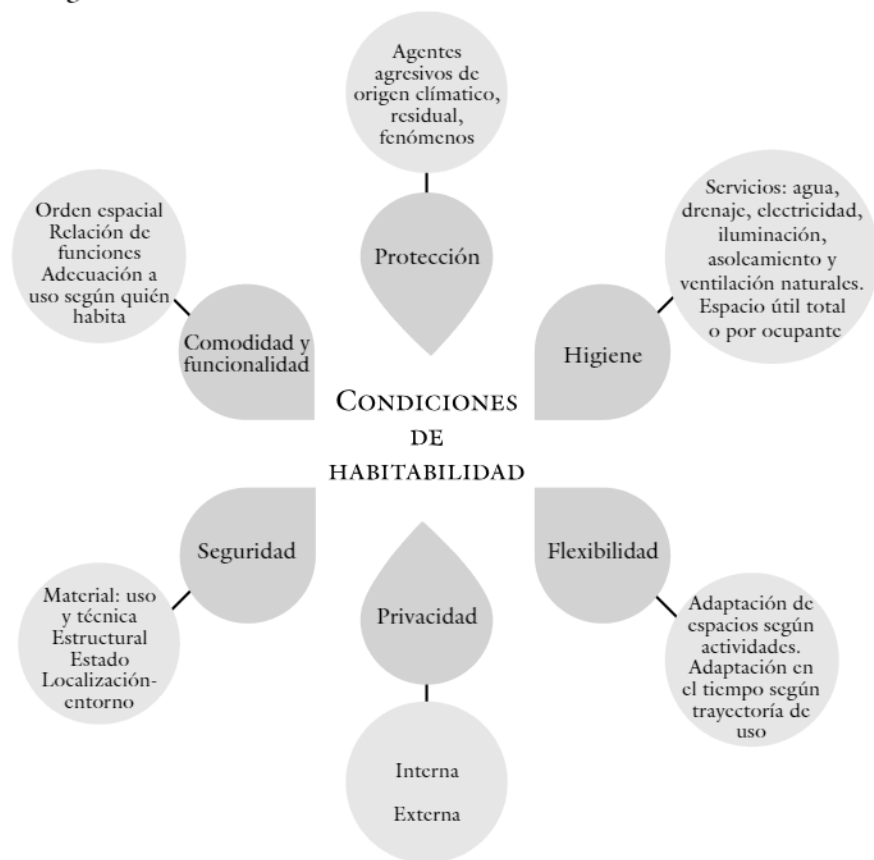 Agentes
agresivos de
origen clímatico,
residual,
fenómenos
Protección
Servicios: agua,
drenaje, electricidad,
iluminación,
asoleamiento y
ventilación naturales.
Espacio útil total
o por ocupante
Higiene
Orden espacial
Relación de
funciones
Adecuación a
uso según quién
habita
Comodidad y
funcionalidad
CONDICIONES
DE
HABITABILIDAD
Seguridad
Material: uso
y técnica
Estructural
Estado
Localización-
entorno
Privacidad
Interna
Externa
Flexibilidad
Adaptación de
espacios según
actividades.
Adaptación en
el tiempo según
trayectoría de
uso